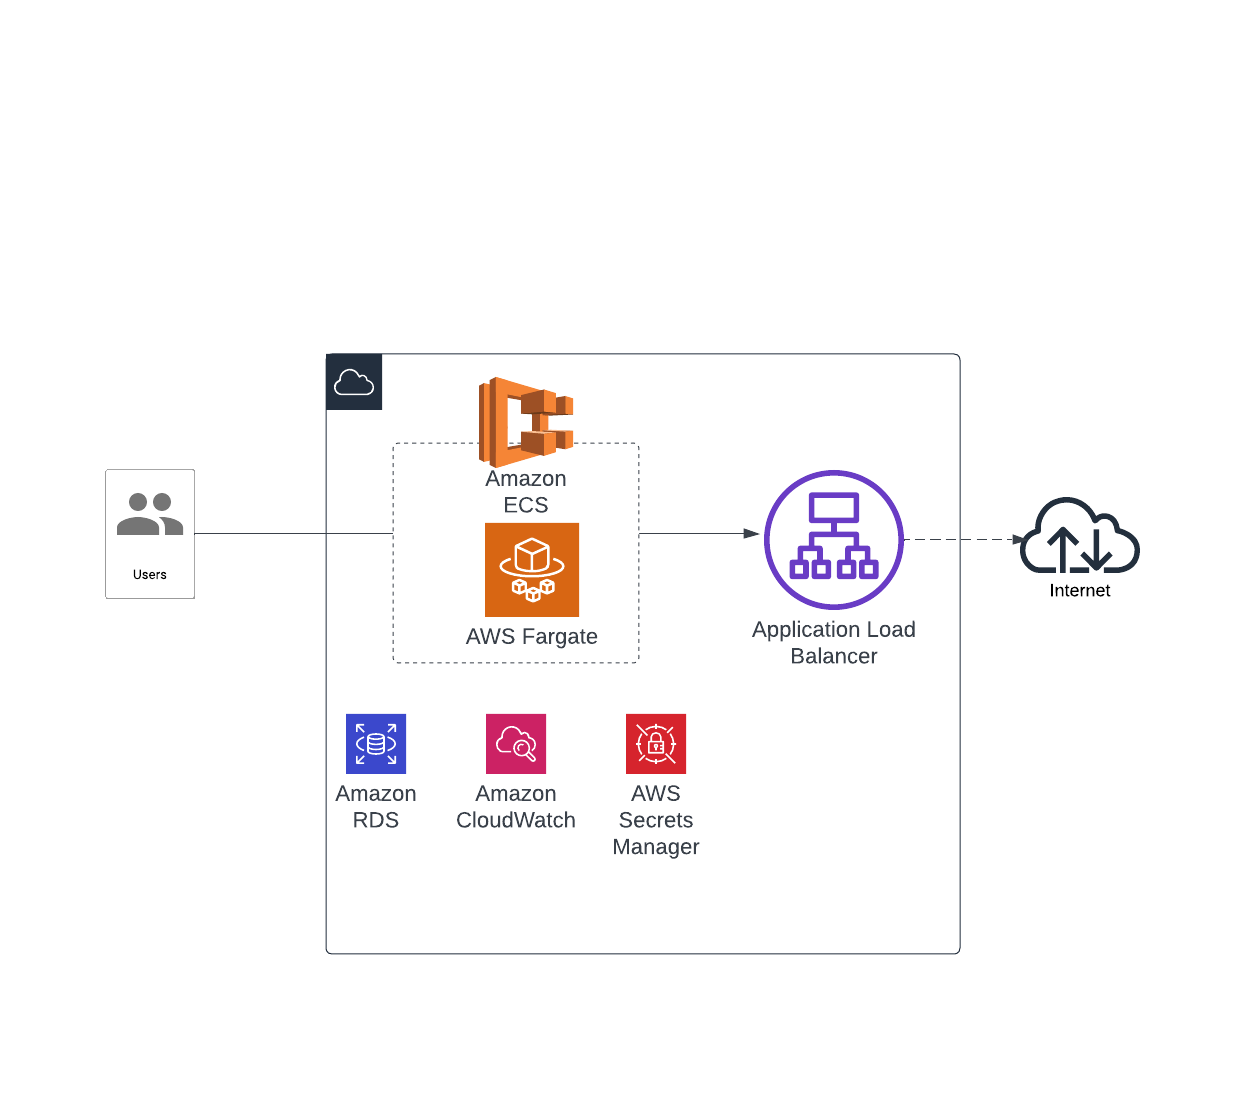 Amazon
ECS
AWS Fargate
Users
Application Load
Balancer
Internet
Amazon
RDS
Amazon
CloudWatch
AWS
Secrets
Manager